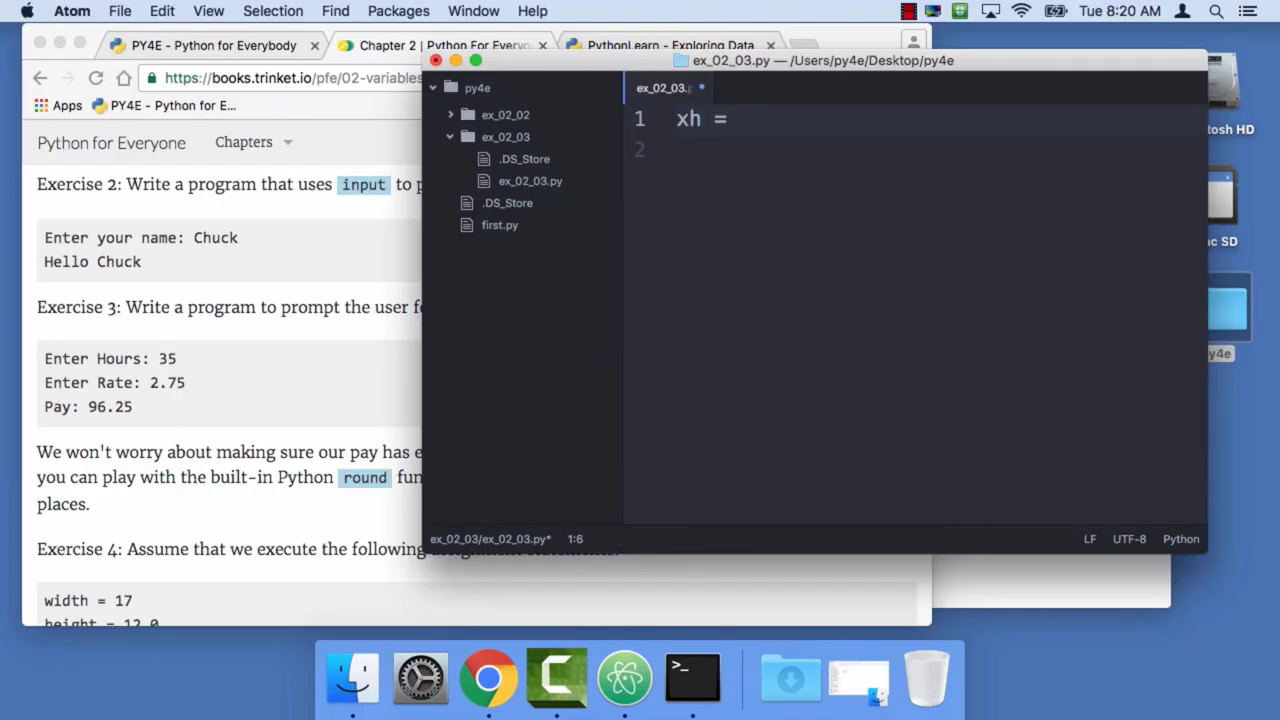 Atom File Edit View Selection Find Packages Window Help
Tue 8:20 AM
PY4E - Python for Everybody
Chapter 2 | Python For Everyo
PythonLearn - Exploring Data
https://books.trinket.io/pfe/02-variables
Apps PY4E - Python for E...
Python for Everyone Chapters
Exercise 2: Write a program that uses input to
Enter your name: Chuck
Hello Chuck
Exercise 3: Write a program to prompt the user
Enter Hours: 35
Enter Rate: 2.75
Pay: 96.25
We won't worry about making sure our pay has
you can play with the built-in Python round
places.
Exercise 4: Assume that we execute the following
width = 17
height = 12.0
ex_02_03.py — /Users/py4e/Desktop/py4e
py4e
ex_02_02
ex_02_03
.DS_Store
ex_02_03.py
.DS_Store
first.py
ex_02_03.p
1 xh =
2
ex_02_03/ex_02_03.py* 1:6
LF UTF-8 Python
tosh HD
ac SD
py4e